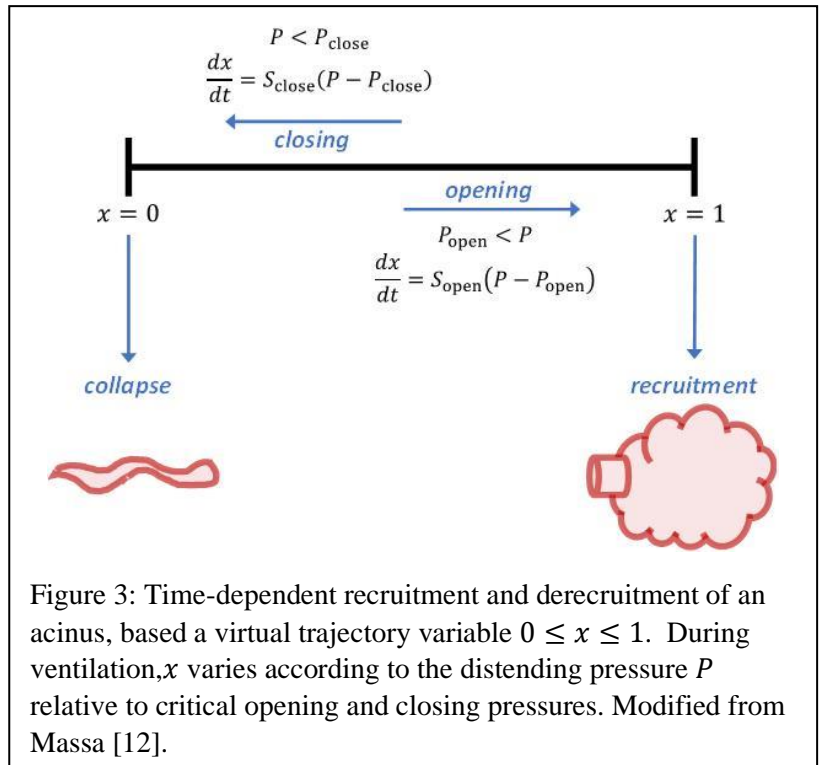 P < P_close
dx/dt = S_close(P − P_close)
closing
opening
x = 0
x = 1
P_open < P
dx/dt = S_open(P − P_open)
collapse
recruitment
Figure 3: Time-dependent recruitment and derecruitment of an
acinus, based a virtual trajectory variable 0 ≤ x ≤ 1. During
ventilation,x varies according to the distending pressure P
relative to critical opening and closing pressures. Modified from
Massa [12].